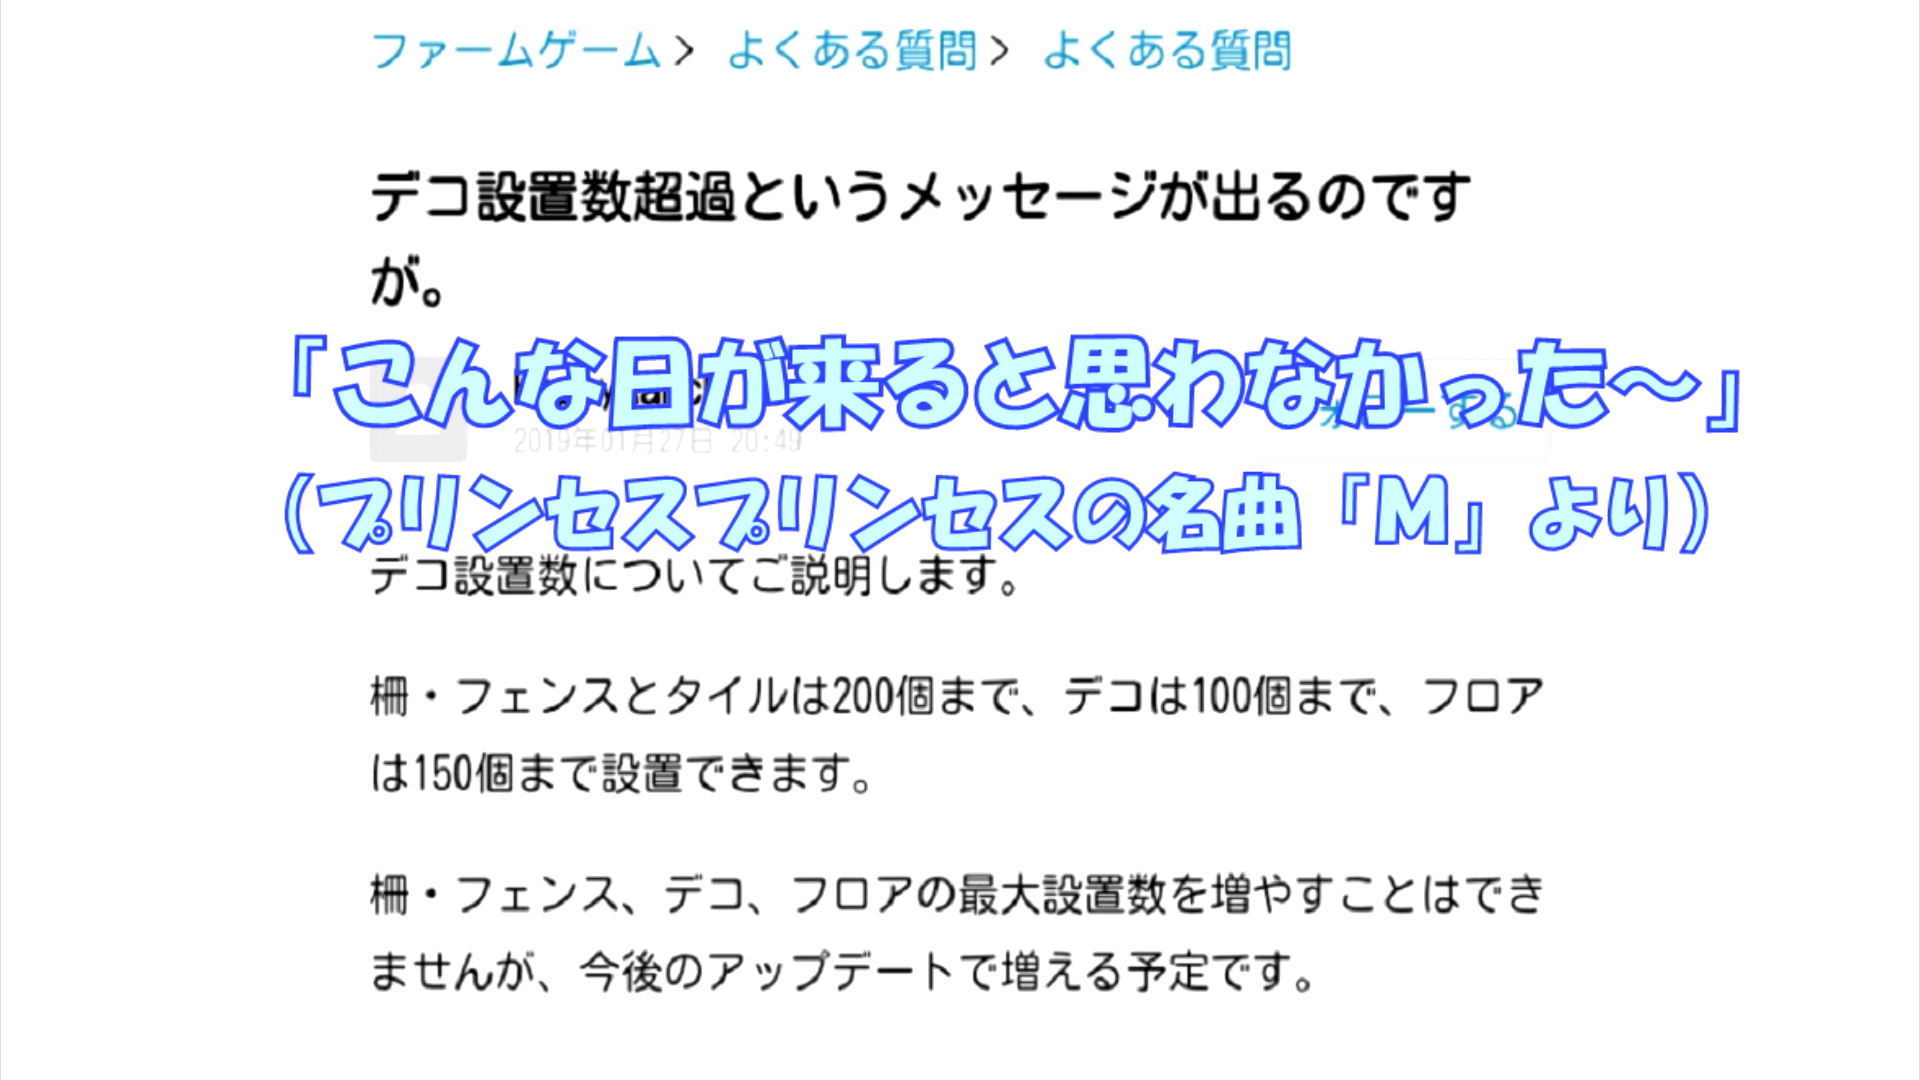 ファームゲーム > よくある質問 > よくある質問
デコ設置数超過というメッセージが出るのです
が。
「こんな日が来ると思わなかった～」
2019年01月27日 20:49
（プリンセスプリンセスの名曲「M」より）
デコ設置数についてご説明します。
柵・フェンスとタイルは200個まで、デコは100個まで、フロア
は150個まで設置できます。
柵・フェンス、デコ、フロアの最大設置数を増やすことはでき
ませんが、今後のアップデートで増える予定です。